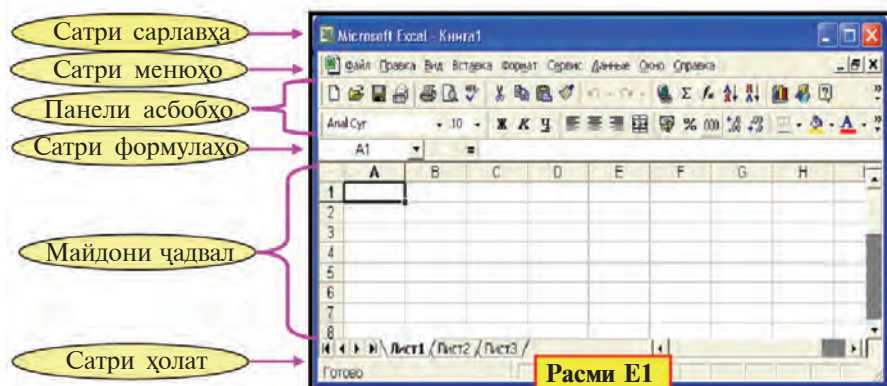 Сатри сарлавҳа
Сатри менюҳо
Панели асбобҳо
Сатри формулаҳо
Майдони ҷадвал
Сатри ҳолат
Microsoft Excel - Книга1
Файл Правка Вид Вставка Формат Сервис Данные Окно Справка
Arial Cyr 10 Ж К Ч % 000
A1 =
A B C D E F G H
1
2
3
4
5
6
7
8
Лист1 Лист2 Лист3
Готово
Расми E1